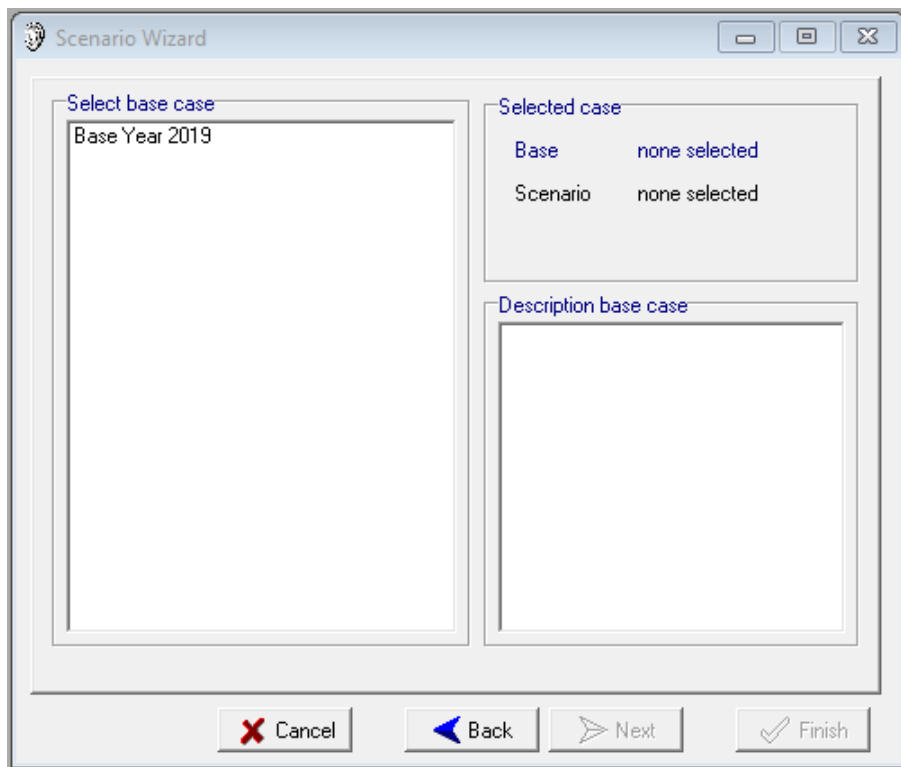 Scenario Wizard
Select base case
Base Year 2019
Selected case
Base none selected
Scenario none selected
Description base case
Cancel
Back
Next
Finish